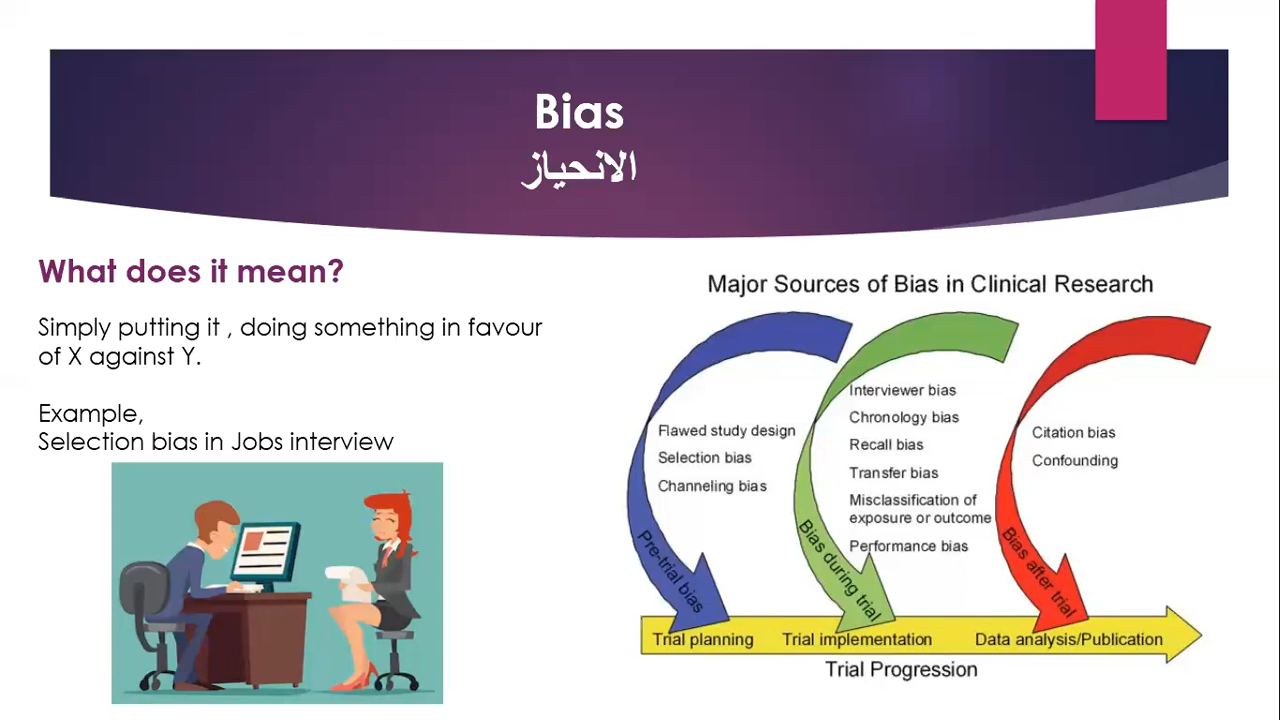 Bias
الانحياز
What does it mean?
Simply putting it , doing something in favour
of X against Y.
Example,
Selection bias in Jobs interview
Major Sources of Bias in Clinical Research
Flawed study design
Selection bias
Channeling bias
Pre-trial bias
Interviewer bias
Chronology bias
Recall bias
Transfer bias
Misclassification of
exposure or outcome
Performance bias
Bias during trial
Citation bias
Confounding
Bias after trial
Trial planning
Trial implementation
Data analysis/Publication
Trial Progression